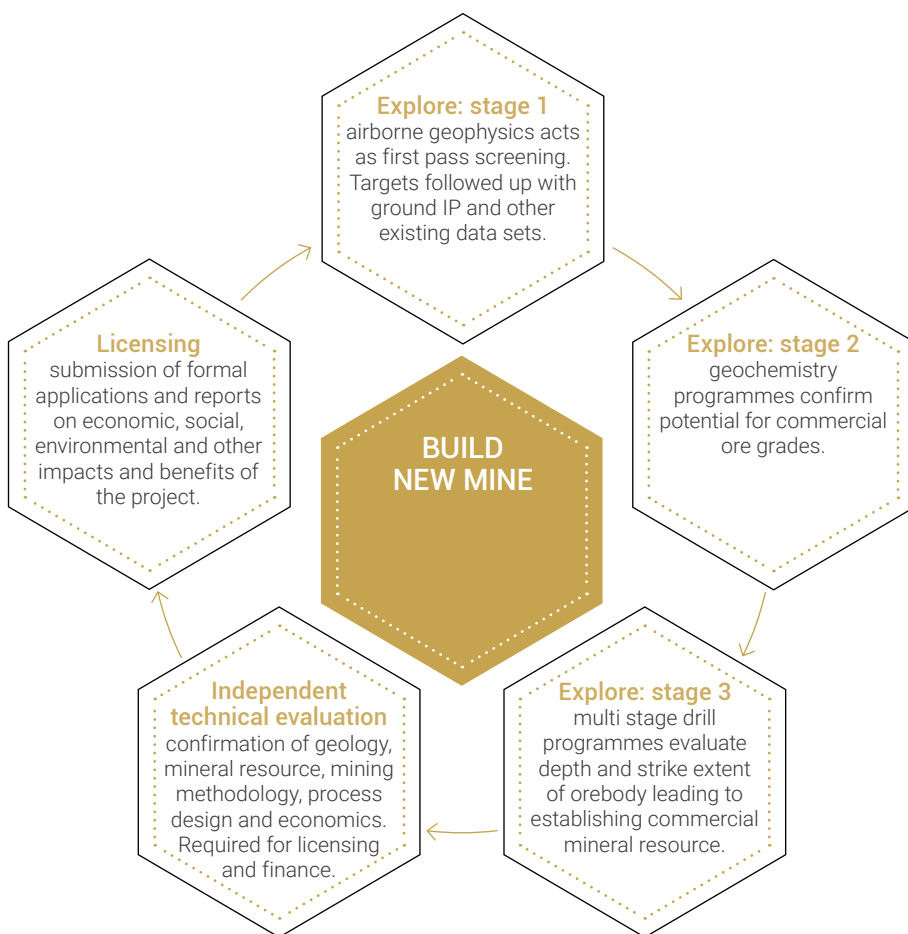 Explore: stage 1
airborne geophysics acts
as first pass screening.
Targets followed up with
ground IP and other
existing data sets.
Explore: stage 2
geochemistry
programmes confirm
potential for commercial
ore grades.
Explore: stage 3
multi stage drill
programmes evaluate
depth and strike extent
of orebody leading to
establishing commercial
mineral resource.
Independent
technical evaluation
confirmation of geology,
mineral resource, mining
methodology, process
design and economics.
Required for licensing
and finance.
Licensing
submission of formal
applications and reports
on economic, social,
environmental and other
impacts and benefits of
the project.
BUILD
NEW MINE